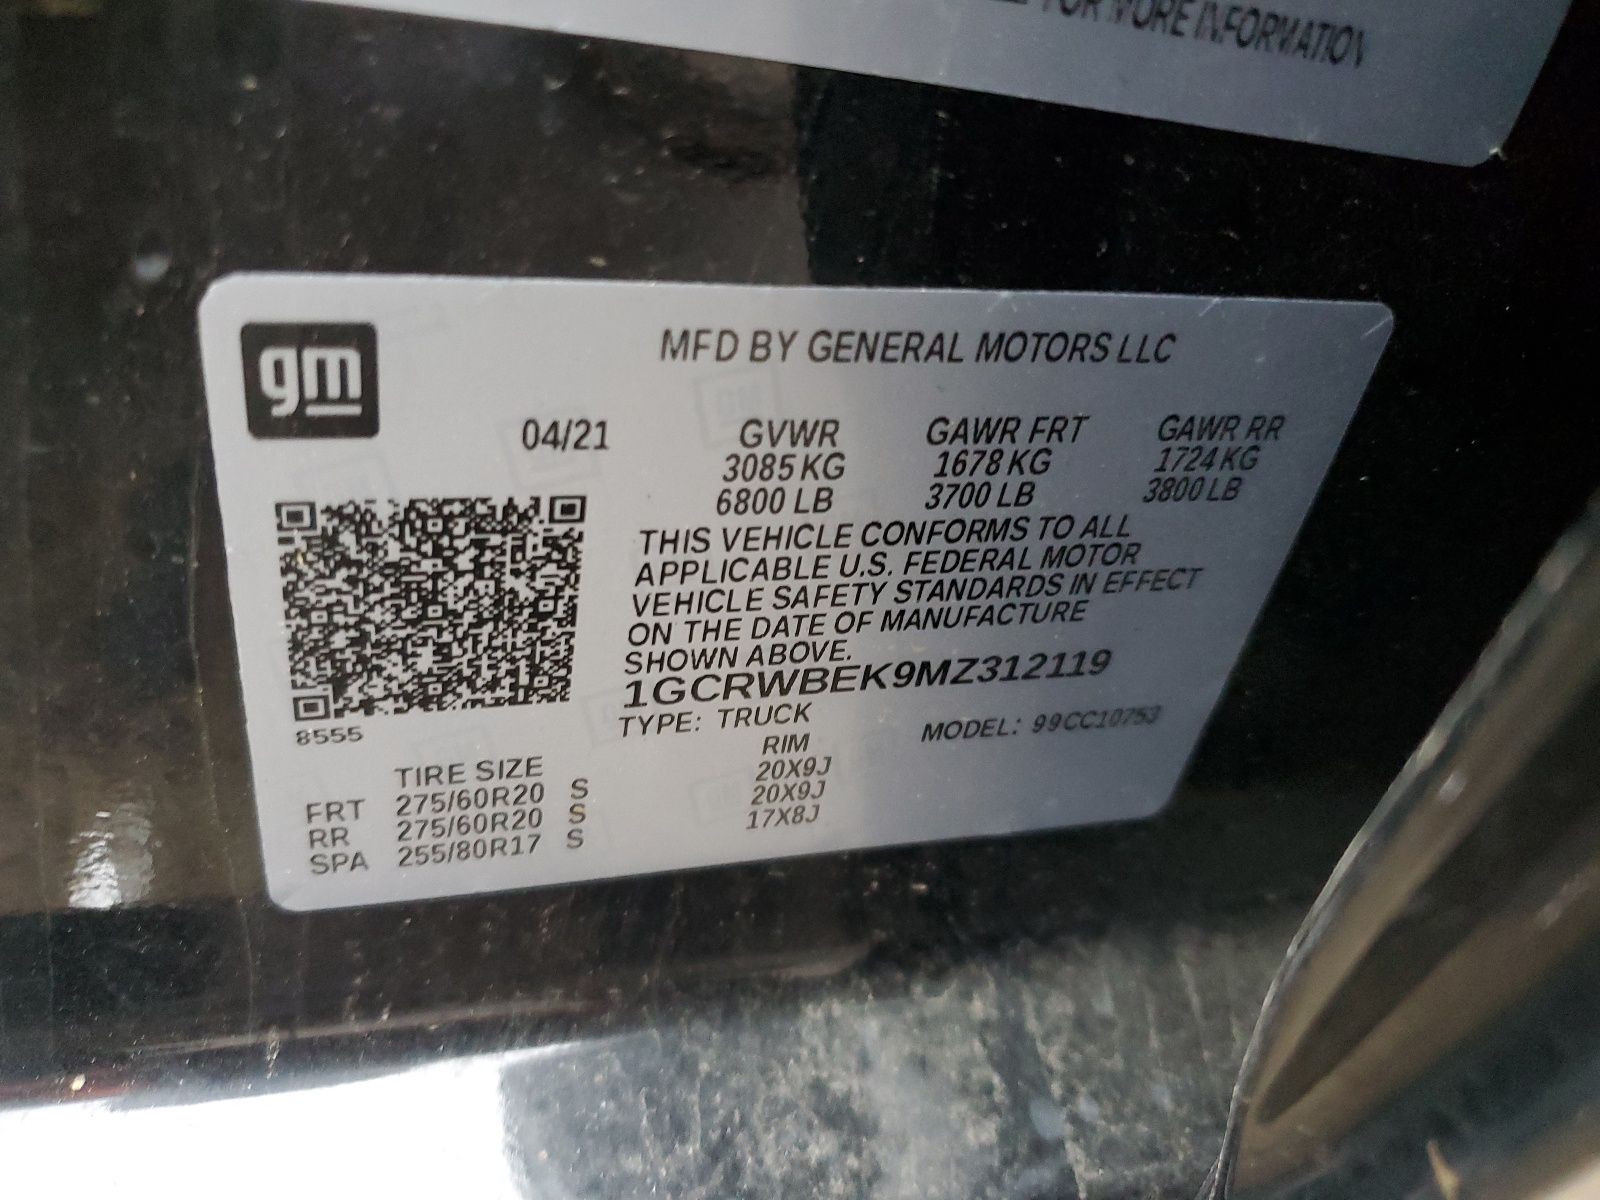 FOR MORE INFORMATION
gm
MFD BY GENERAL MOTORS LLC
04/21 GVWR GAWR FRT GAWR RR
3085 KG 1678 KG 1724 KG
6800 LB 3700 LB 3800 LB
THIS VEHICLE CONFORMS TO ALL
APPLICABLE U.S. FEDERAL MOTOR
VEHICLE SAFETY STANDARDS IN EFFECT
ON THE DATE OF MANUFACTURE
SHOWN ABOVE.
1GCRWBEK9MZ312119
8555
TYPE: TRUCK MODEL: 99CC10753
TIRE SIZE RIM
FRT 275/60R20 S 20X9J
RR 275/60R20 S 20X9J
SPA 255/80R17 S 17X8J